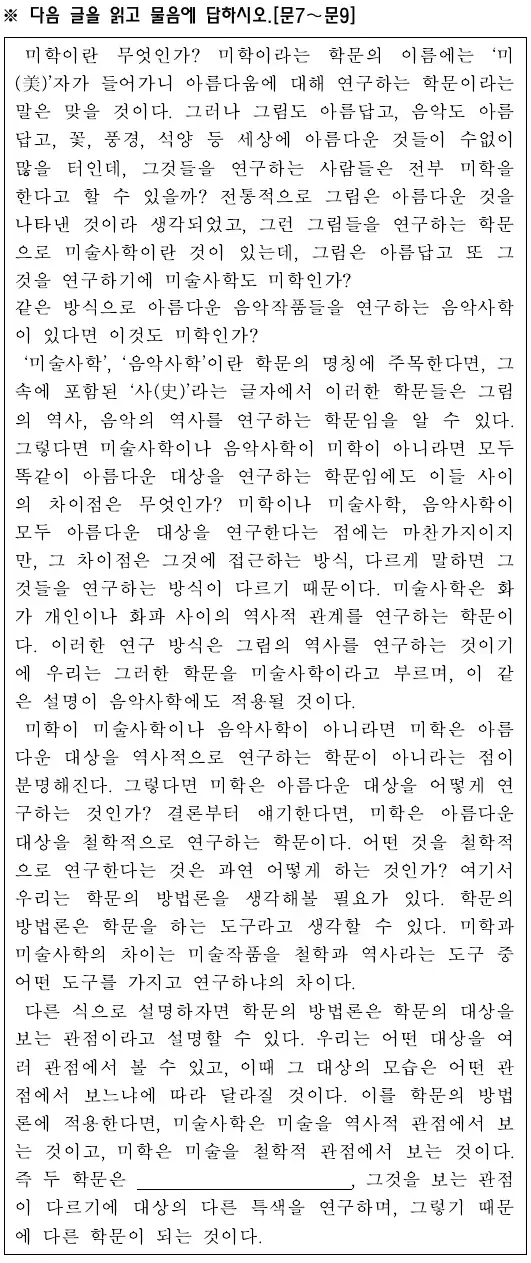 ※ 다음 글을 읽고 물음에 답하시오.[문7∼문9]
미학이란 무엇인가? 미학이라는 학문의 이름에는 ‘미
(美)’자가 들어가니 아름다움에 대해 연구하는 학문이라는
말은 맞을 것이다. 그러나 그림도 아름답고, 음악도 아름
답고, 꽃, 풍경, 석양 등 세상에 아름다운 것들이 수없이
많을 터인데, 그것들을 연구하는 사람들은 전부 미학을
한다고 할 수 있을까? 전통적으로 그림은 아름다운 것을
나타낸 것이라 생각되었고, 그런 그림들을 연구하는 학문
으로 미술사학이란 것이 있는데, 그림은 아름답고 또 그
것을 연구하기에 미술사학도 미학인가?
같은 방식으로 아름다운 음악작품들을 연구하는 음악사학
이 있다면 이것도 미학인가?
‘미술사학’, ‘음악사학’이란 학문의 명칭에 주목한다면, 그
속에 포함된 ‘사(史)’라는 글자에서 이러한 학문들은 그림
의 역사, 음악의 역사를 연구하는 학문임을 알 수 있다.
그렇다면 미술사학이나 음악사학이 미학이 아니라면 모두
똑같이 아름다운 대상을 연구하는 학문임에도 이들 사이
의 차이점은 무엇인가? 미학이나 미술사학, 음악사학이
모두 아름다운 대상을 연구한다는 점에는 마찬가지이지
만, 그 차이점은 그것에 접근하는 방식, 다르게 말하면 그
것들을 연구하는 방식이 다르기 때문이다. 미술사학은 화
가 개인이나 화파 사이의 역사적 관계를 연구하는 학문이
다. 이러한 연구 방식은 그림의 역사를 연구하는 것이기
에 우리는 그러한 학문을 미술사학이라고 부르며, 이 같
은 설명이 음악사학에도 적용될 것이다.
미학이 미술사학이나 음악사학이 아니라면 미학은 아름
다운 대상을 역사적으로 연구하는 학문이 아니라는 점이
분명해진다. 그렇다면 미학은 아름다운 대상을 어떻게 연
구하는 것인가? 결론부터 얘기한다면, 미학은 아름다운
대상을 철학적으로 연구하는 학문이다. 어떤 것을 철학적
으로 연구한다는 것은 과연 어떻게 하는 것인가? 여기서
우리는 학문의 방법론을 생각해볼 필요가 있다. 학문의
방법론은 학문을 하는 도구라고 생각할 수 있다. 미학과
미술사학의 차이는 미술작품을 철학과 역사라는 도구 중
어떤 도구를 가지고 연구하냐의 차이다.
다른 식으로 설명하자면 학문의 방법론은 학문의 대상을
보는 관점이라고 설명할 수 있다. 우리는 어떤 대상을 여
러 관점에서 볼 수 있고, 이때 그 대상의 모습은 어떤 관
점에서 보느냐에 따라 달라질 것이다. 이를 학문의 방법
론에 적용한다면, 미술사학은 미술을 역사적 관점에서 보
는 것이고, 미학은 미술을 철학적 관점에서 보는 것이다.
즉 두 학문은 ____________________, 그것을 보는 관점
이 다르기에 대상의 다른 특색을 연구하며, 그렇기 때문
에 다른 학문이 되는 것이다.